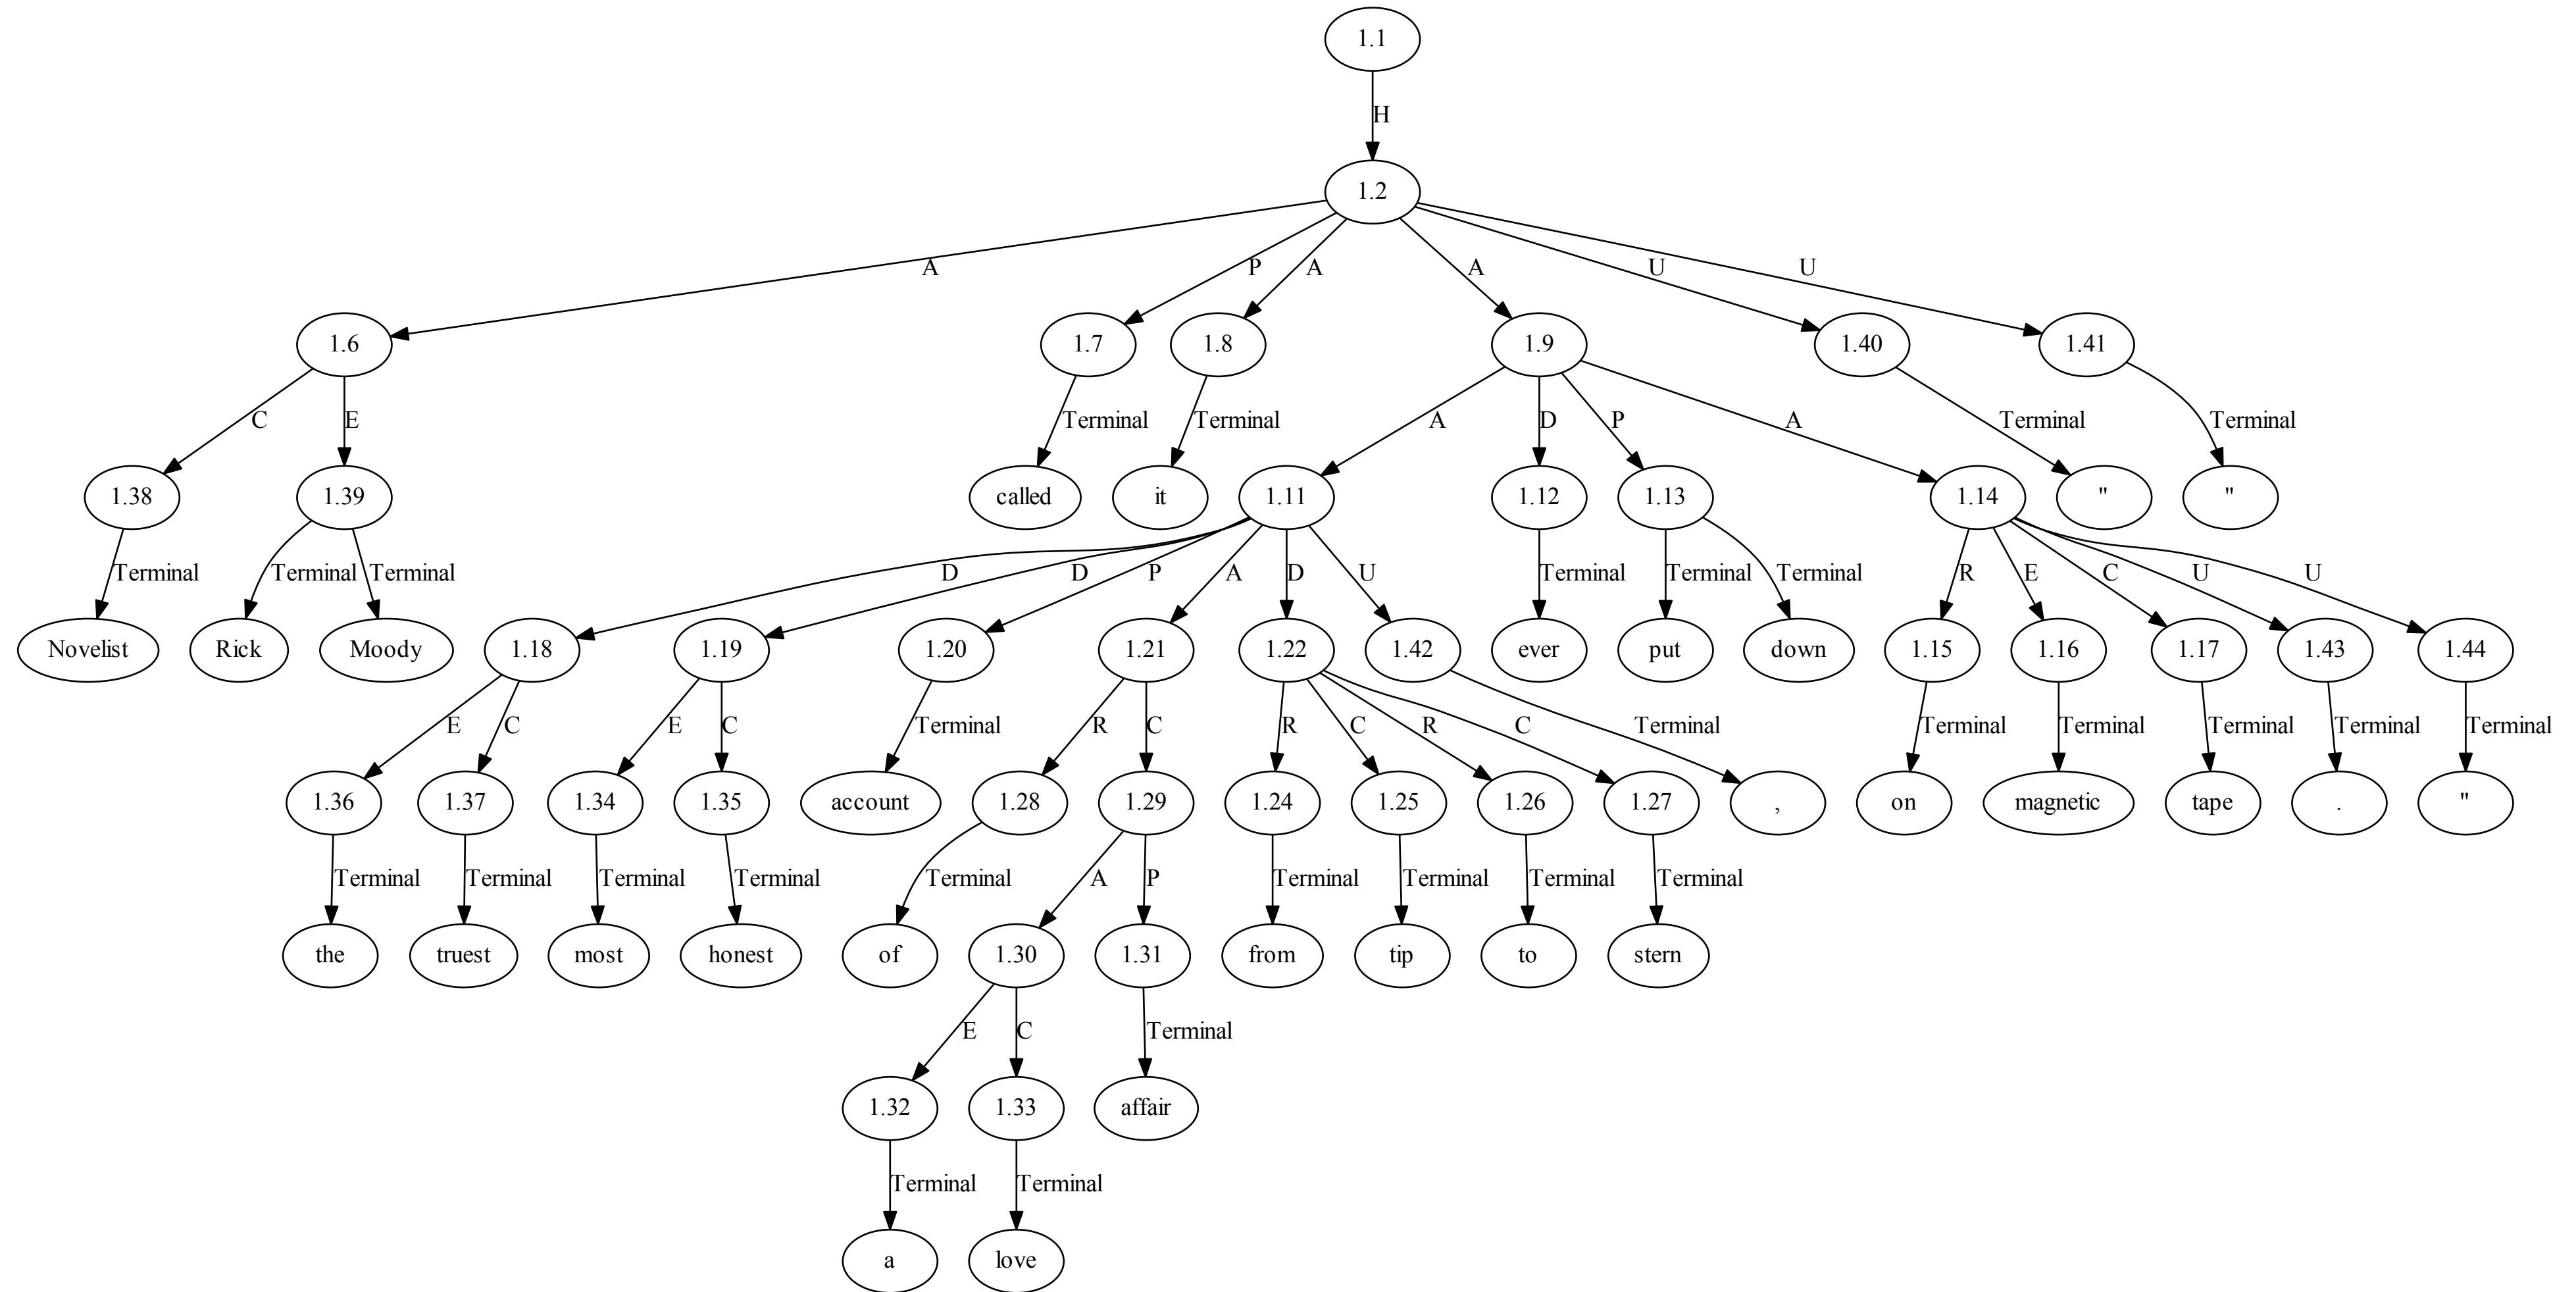 1.1
H
1.2
A P A A U U
1.6 1.7 1.8 1.9 1.40 1.41
C E Terminal Terminal A D P A Terminal Terminal
1.38 1.39 called it 1.11 1.12 1.13 1.14 " "
Terminal Terminal Terminal D D P A D U Terminal Terminal Terminal R E C U U
Novelist Rick Moody 1.18 1.19 1.20 1.21 1.22 1.42 ever put down 1.15 1.16 1.17 1.43 1.44
E C E C Terminal R C R C R C Terminal Terminal Terminal Terminal Terminal Terminal
1.36 1.37 1.34 1.35 account 1.28 1.29 1.24 1.25 1.26 1.27 , on magnetic tape . "
Terminal Terminal Terminal Terminal Terminal A P Terminal Terminal Terminal Terminal
the truest most honest of 1.30 1.31 from tip to stern
E C Terminal
1.32 1.33 affair
Terminal Terminal
a love